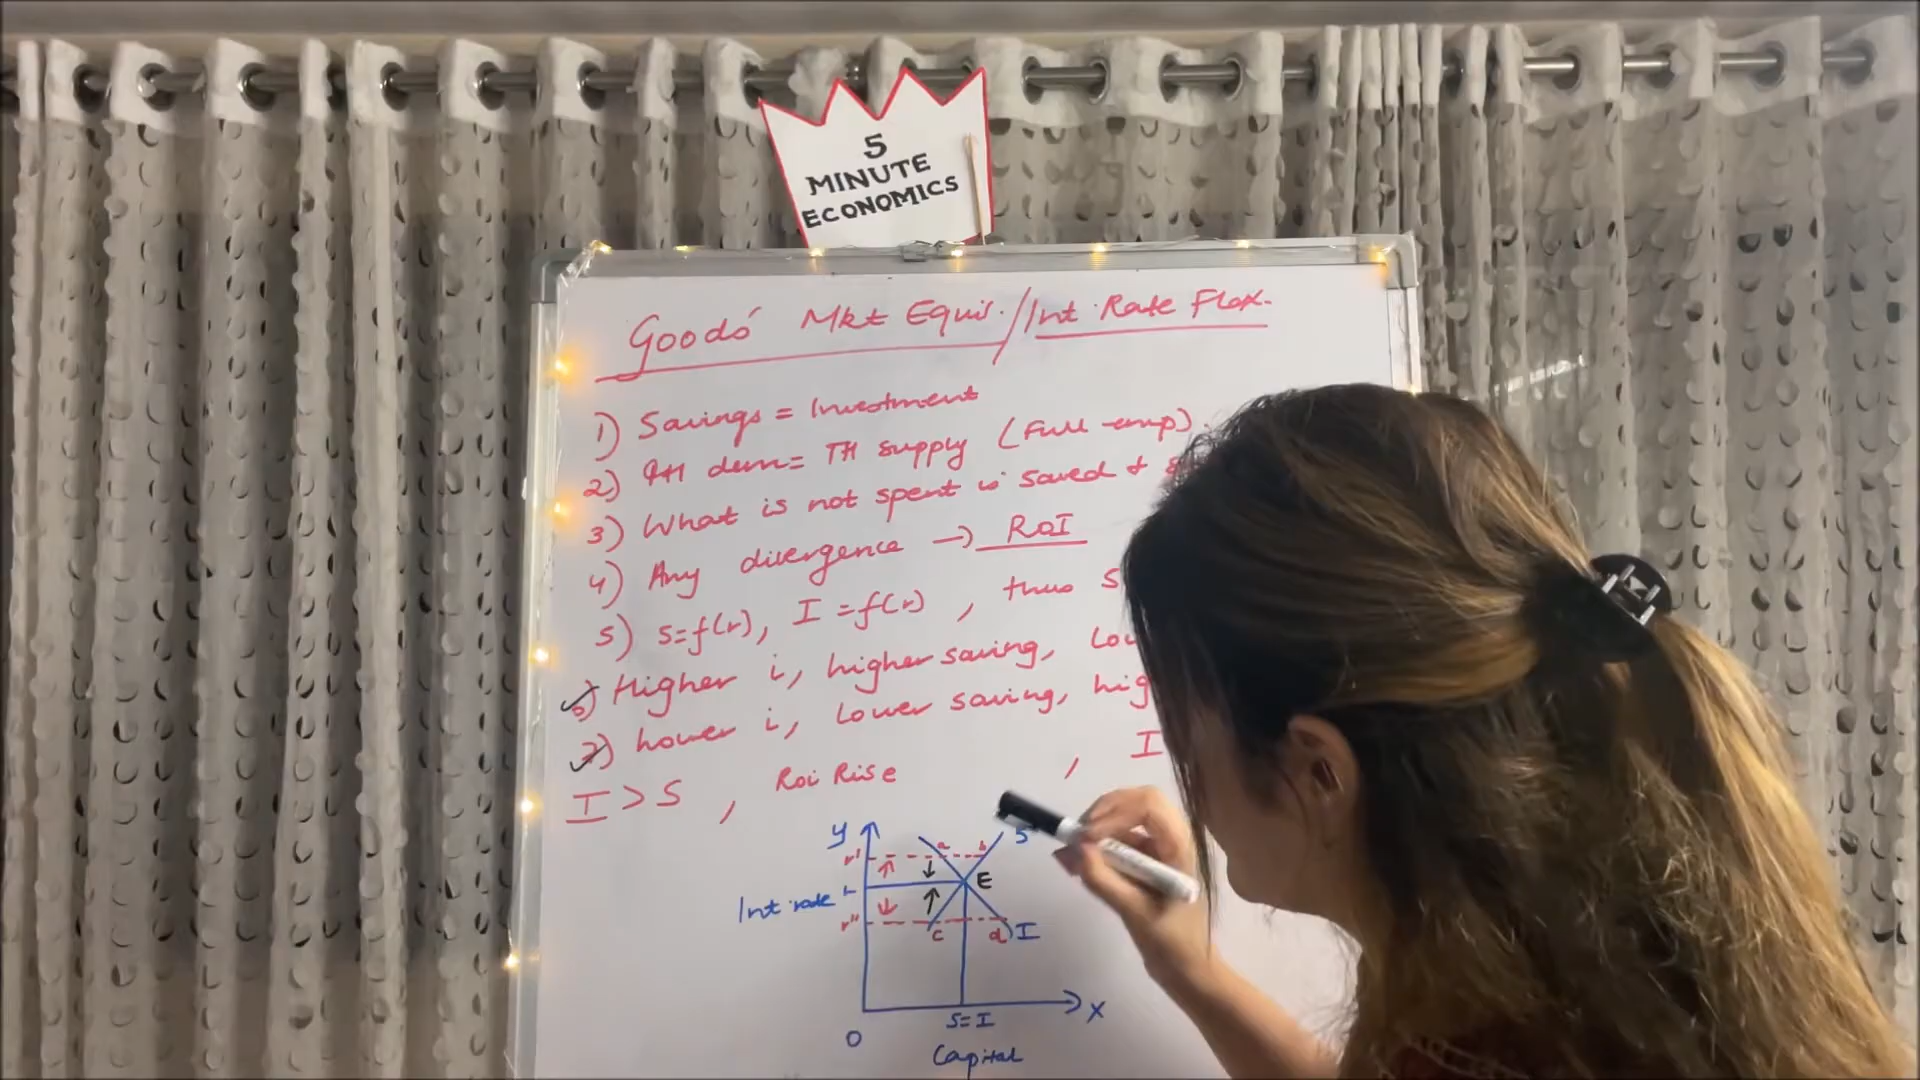 5
MINUTE
ECONOMICS
Goods' Mkt Equi. / Int. Rate Flex.
1) Savings = Investment
2) dem = supply (Full emp).
3) What is not spent is saved &
4) Any divergence → RoI
5) S=f(r), I=f(r), thus S
6) Higher i, higher saving, Lo
7) Lower i, Lower saving, hig
I > S , Roi Rise , I
y
S
r' a b
r E
Int rate
r" c d I
O S=I X
Capital